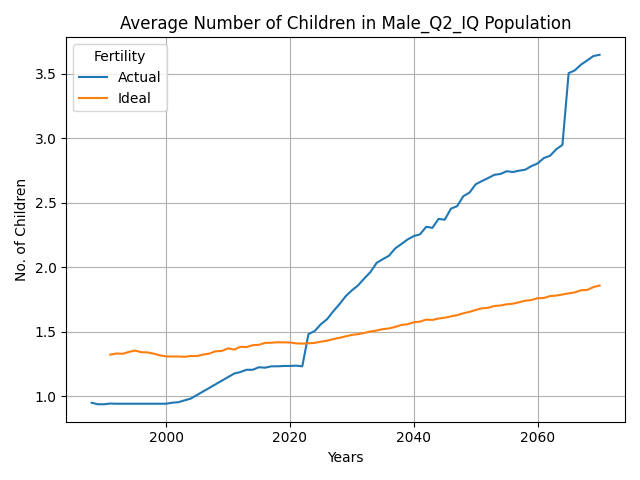 Average Number of Children in Male_Q2_IQ Population
Fertility
Actual
Ideal
3.5
3.0
2.5
2.0
1.5
1.0
No. of Children
2000
2020
2040
2060
Years